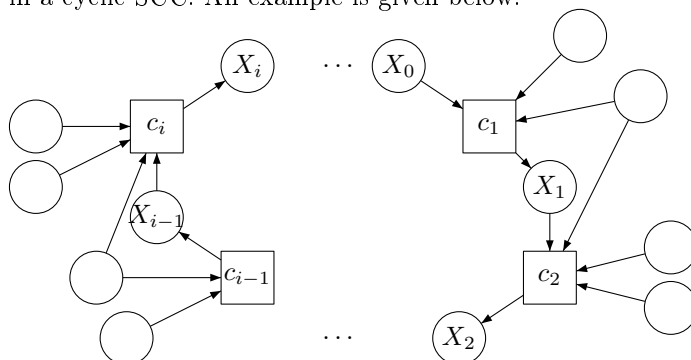 in a cyclic SCC. An example is given below.
X_i ⋯ X_0
c_i c_1
X_1
X_{i−1}
c_{i−1} c_2
⋯ X_2